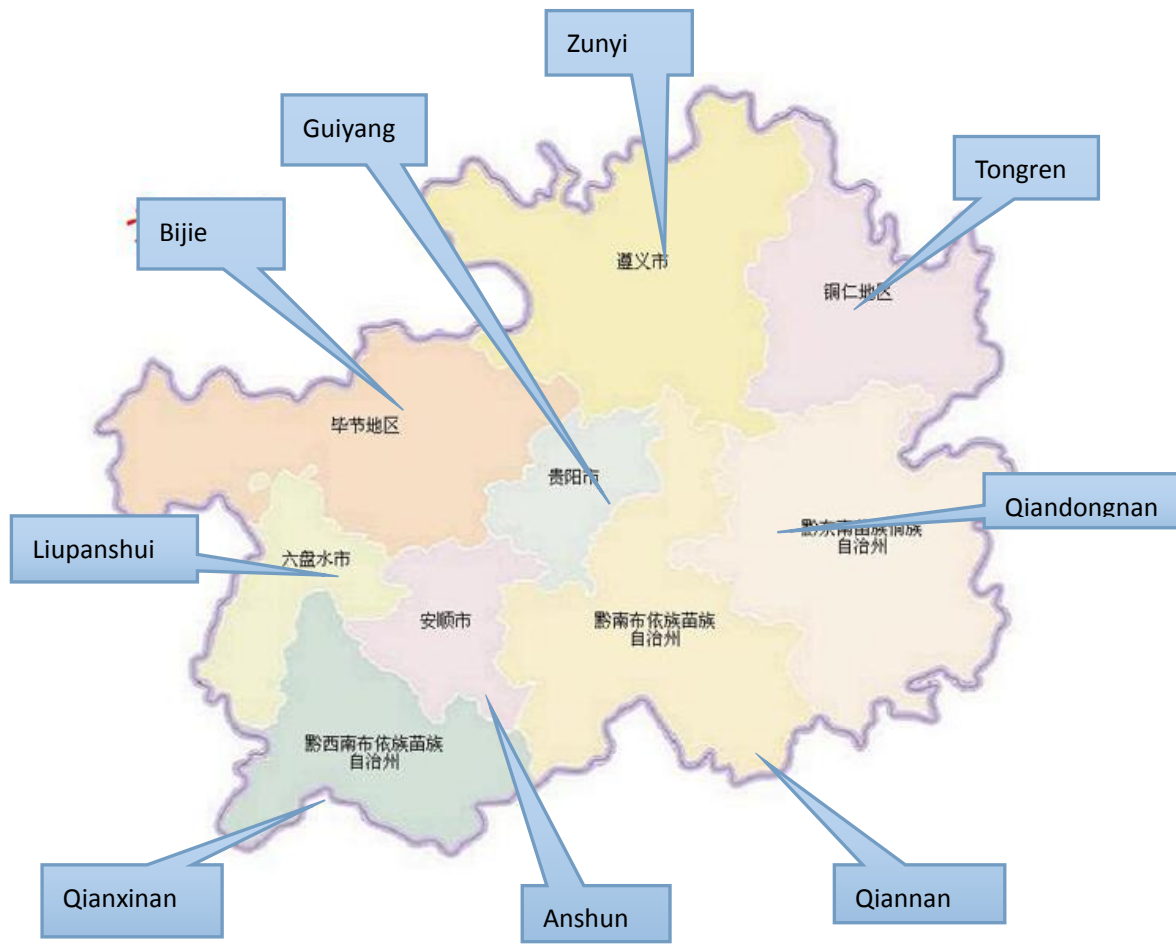 Zunyi
Guiyang
Tongren
Bijie
遵义市
铜仁地区
毕节地区
贵阳市
Qiandongnan
黔东南苗族侗族
自治州
Liupanshui
六盘水市
安顺市
黔南布依族苗族
自治州
黔西南布依族苗族
自治州
Qianxinan
Anshun
Qiannan